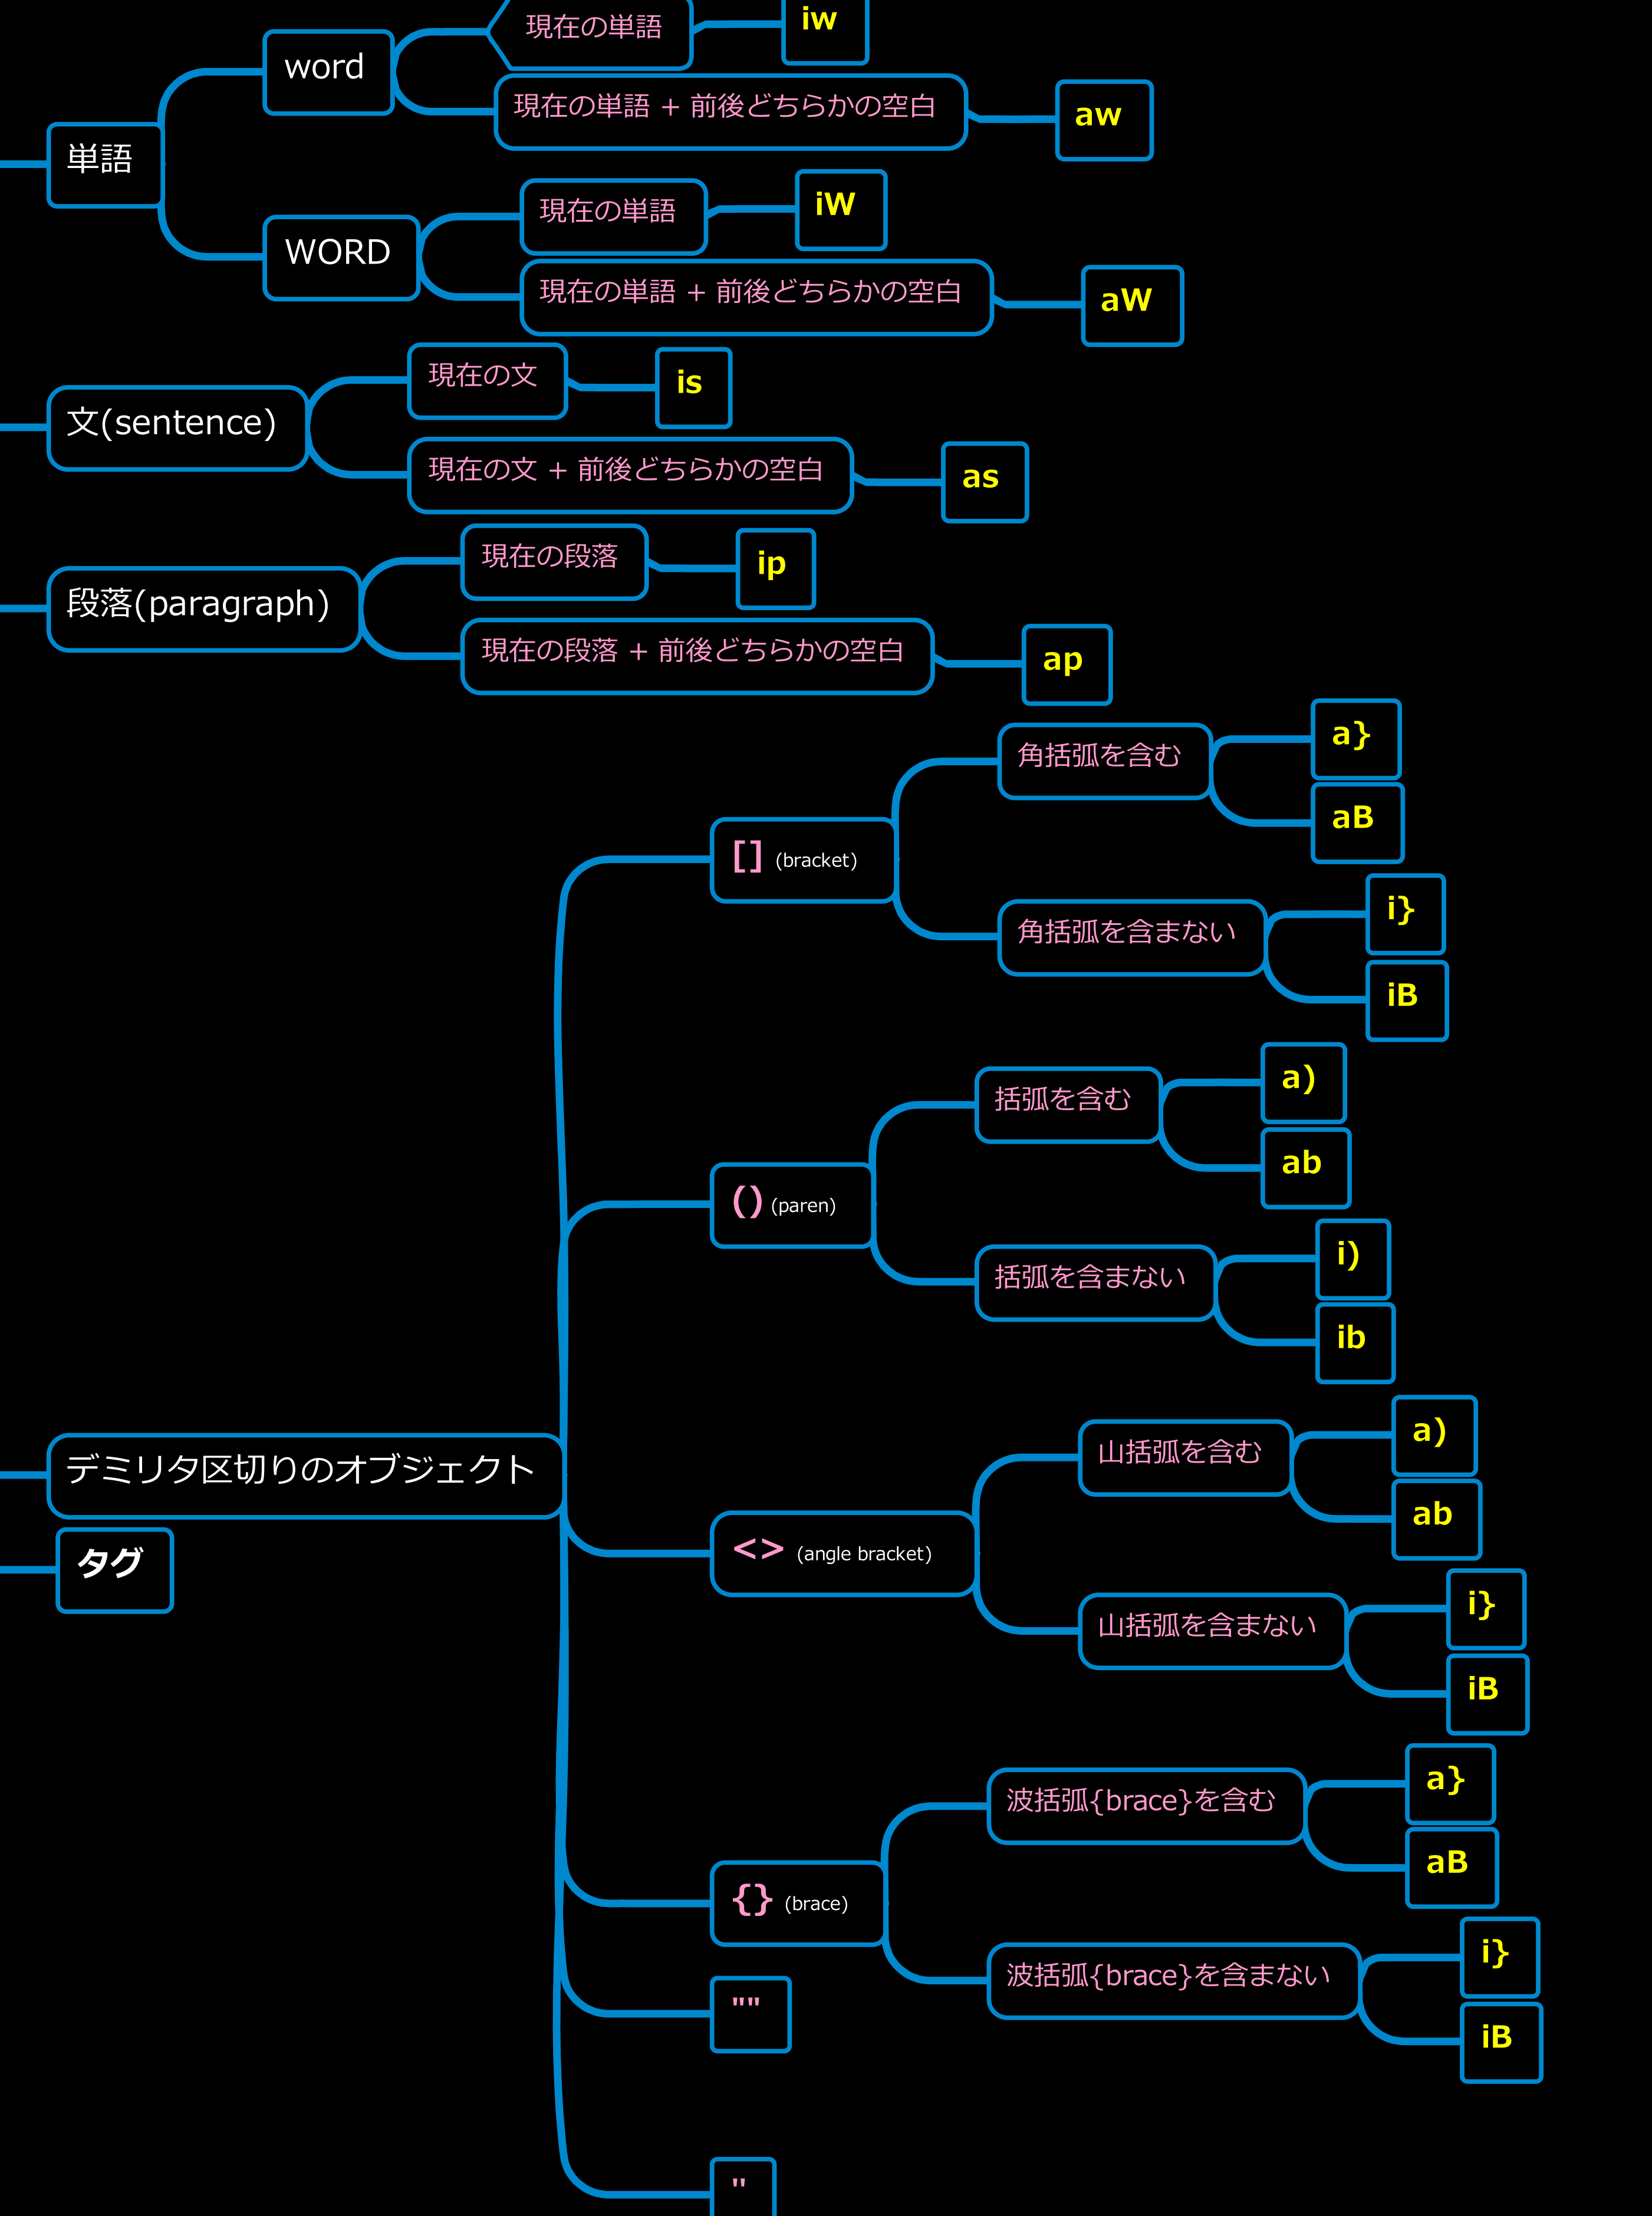 単語
word
現在の単語
iw
現在の単語 + 前後どちらかの空白
aw
WORD
現在の単語
iW
現在の単語 + 前後どちらかの空白
aW
文(sentence)
現在の文
is
現在の文 + 前後どちらかの空白
as
段落(paragraph)
現在の段落
ip
現在の段落 + 前後どちらかの空白
ap
デミリタ区切りのオブジェクト
[] (bracket)
角括弧を含む
a}
aB
角括弧を含まない
i}
iB
() (paren)
括弧を含む
a)
ab
括弧を含まない
i)
ib
<> (angle bracket)
山括弧を含む
a)
ab
山括弧を含まない
i}
iB
{} (brace)
波括弧{brace}を含む
a}
aB
波括弧{brace}を含まない
i}
iB
""
"
タグ